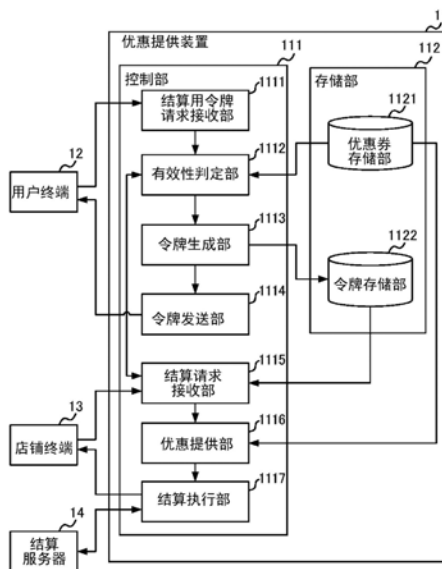 1
优惠提供装置
111
控制部
112
存储部
1111
结算用令牌
请求接收部
1121
优惠券
存储部
12
用户终端
1112
有效性判定部
1113
令牌生成部
1122
令牌存储部
1114
令牌发送部
1115
结算请求
接收部
13
店铺终端
1116
优惠提供部
1117
结算执行部
14
结算
服务器